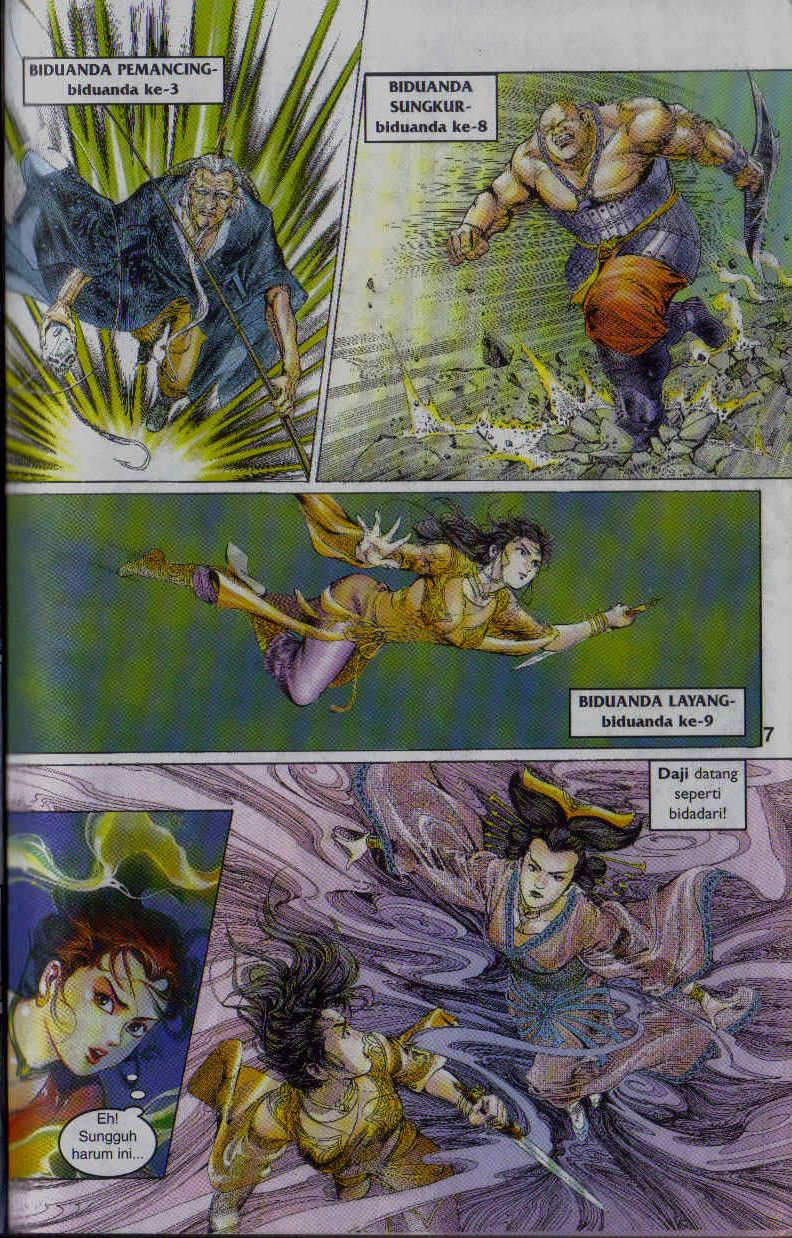 BIDUANDA PEMANCING-
biduanda ke-3
BIDUANDA
SUNGKUR-
biduanda ke-8
BIDUANDA LAYANG-
biduanda ke-9
7
Daji datang
seperti
bidadari!
Eh!
Sungguh
harum ini...